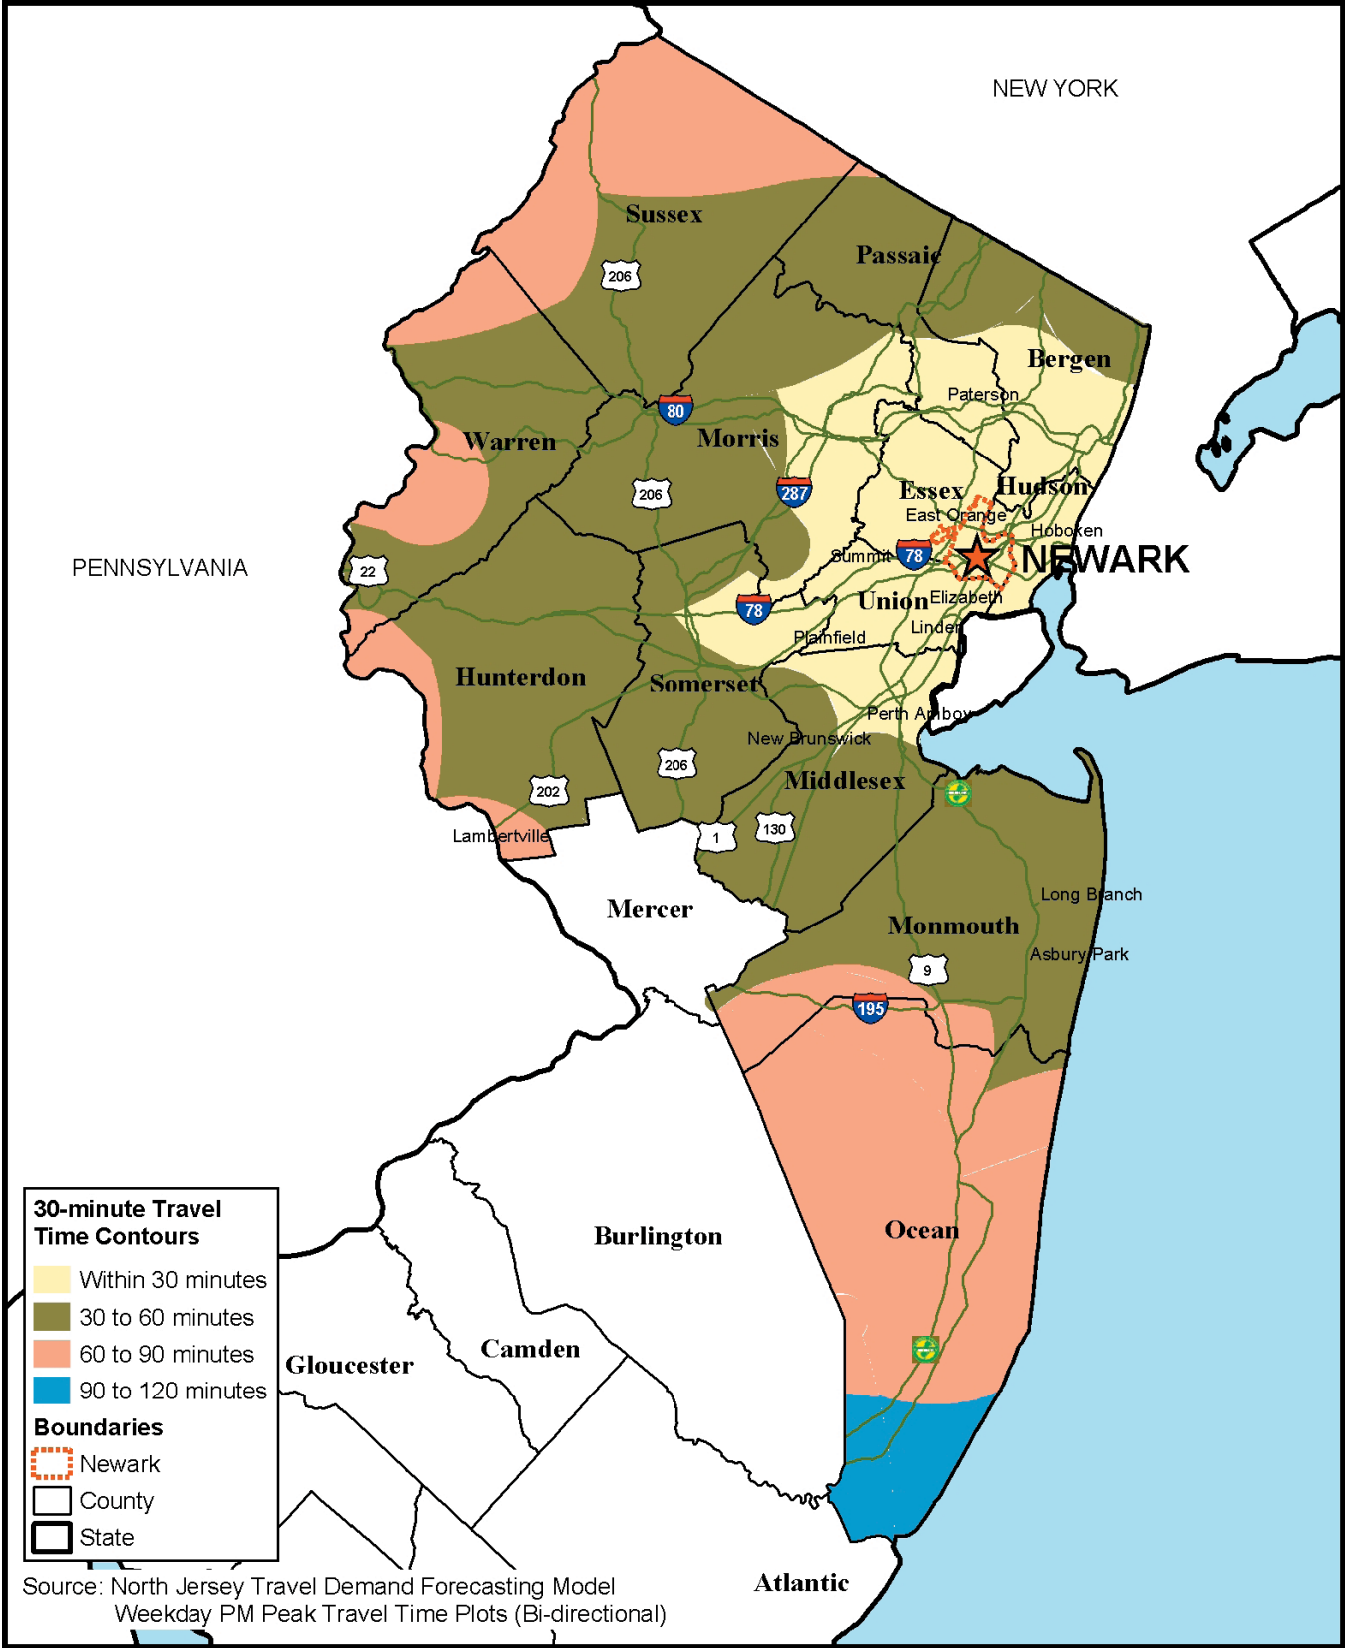 NEW YORK
Sussex
Passaic
206
Bergen
Paterson
80
Morris
Warren
206
287
Essex
Hudson
East Orange
Hoboken
Summit
78
NEWARK
PENNSYLVANIA
22
78
Union
Elizabeth
Linden
Plainfield
Hunterdon
Somerset
Perth Amboy
New Brunswick
206
Middlesex
202
1
130
Lambertville
Long Branch
Mercer
Monmouth
Asbury Park
9
195
Ocean
Burlington
Camden
Gloucester
Atlantic
30-minute Travel
Time Contours
Within 30 minutes
30 to 60 minutes
60 to 90 minutes
90 to 120 minutes
Boundaries
Newark
County
State
Source: North Jersey Travel Demand Forecasting Model
Weekday PM Peak Travel Time Plots (Bi-directional)